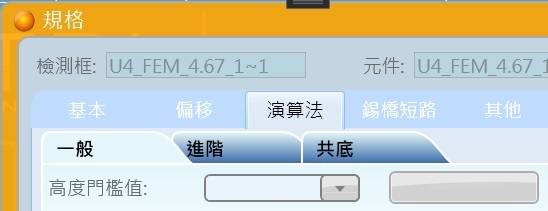 規格
檢測框: U4_FEM_4.67_1~1 元件: U4_FEM_4.67_1
基本 偏移 演算法 錫橋短路 其他
一般 進階 共底
高度門檻值: